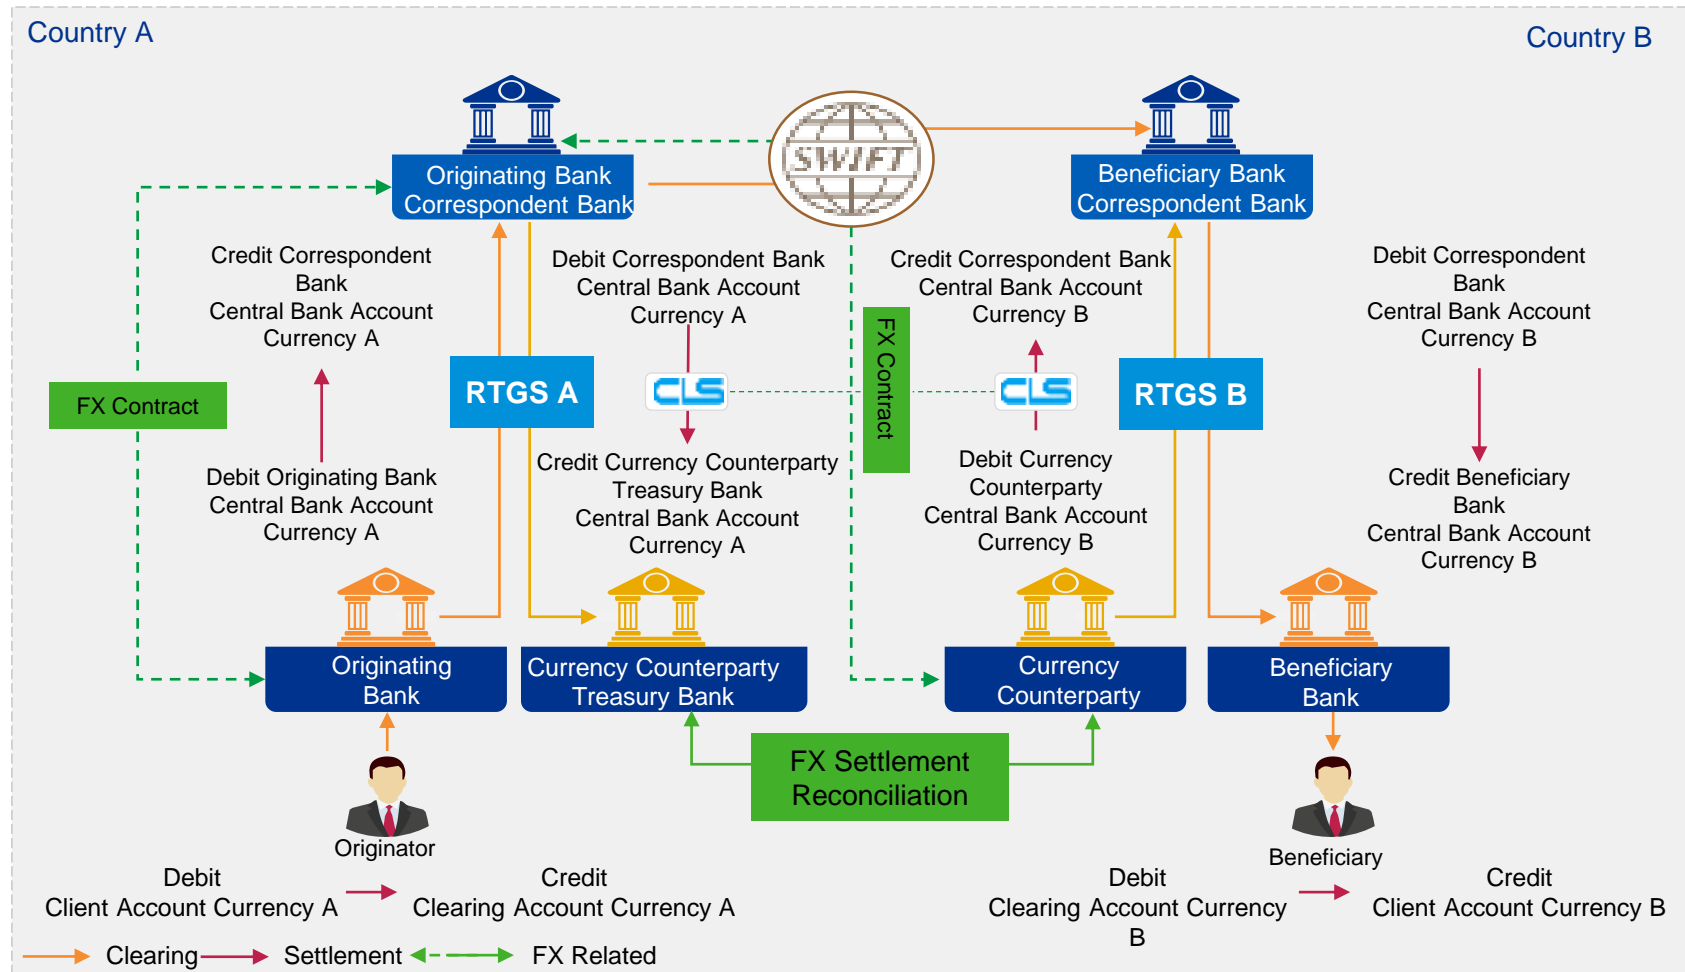 Country A
Country B
SWIFT
Originating Bank
Correspondent Bank
Beneficiary Bank
Correspondent Bank
Credit Correspondent
Bank
Central Bank Account
Currency A
Debit Correspondent Bank
Central Bank Account
Currency A
Credit Correspondent Bank
Central Bank Account
Currency B
Debit Correspondent
Bank
Central Bank Account
Currency B
FX Contract
RTGS A
CLS
FX Contract
CLS
RTGS B
Debit Originating Bank
Central Bank Account
Currency A
Credit Currency Counterparty
Treasury Bank
Central Bank Account
Currency A
Debit Currency
Counterparty
Central Bank Account
Currency B
Credit Beneficiary
Bank
Central Bank Account
Currency B
Originating
Bank
Currency Counterparty
Treasury Bank
Currency
Counterparty
Beneficiary
Bank
FX Settlement
Reconciliation
Originator
Beneficiary
Debit
Client Account Currency A
Credit
Clearing Account Currency A
Debit
Clearing Account Currency
B
Credit
Client Account Currency B
Clearing
Settlement
FX Related